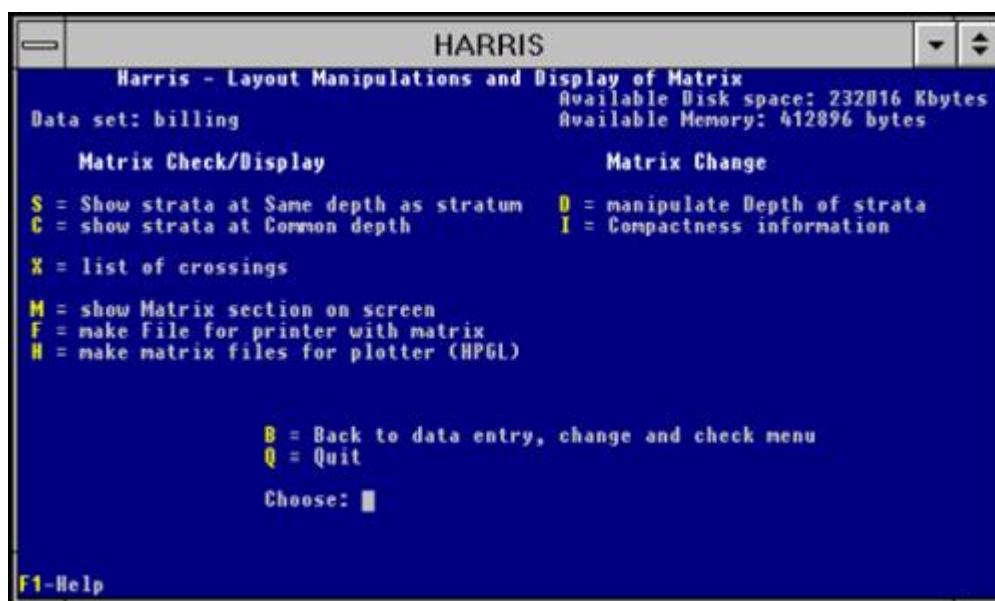 HARRIS
Harris - Layout Manipulations and Display of Matrix
Available Disk space: 232016 Kbytes
Data set: billing Available Memory: 412896 bytes
Matrix Check/Display Matrix Change
S = Show strata at Same depth as stratum D = manipulate Depth of strata
C = show strata at Common depth I = Compactness information
X = list of crossings
M = show Matrix section on screen
F = make File for printer with matrix
H = make matrix files for plotter (HPGL)
B = Back to data entry, change and check menu
Q = Quit
Choose:
F1-Help